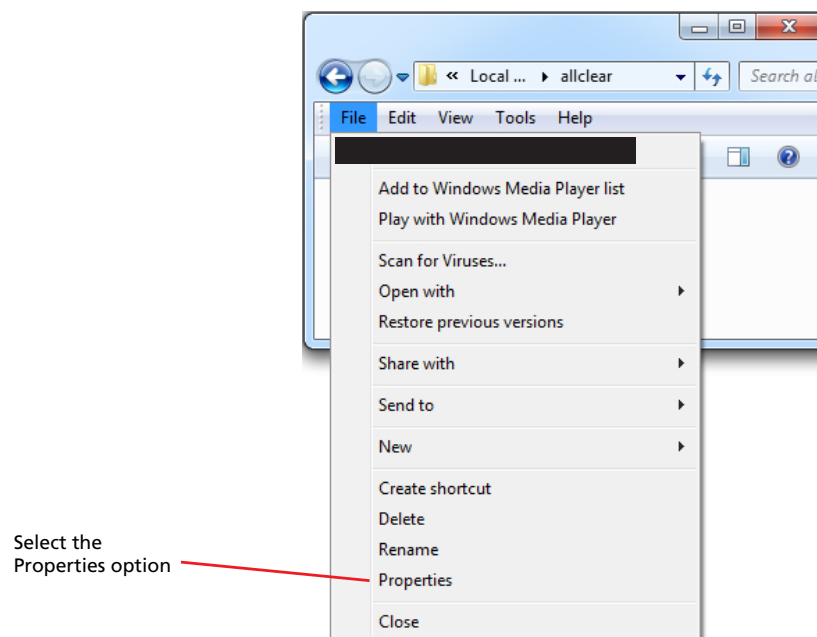 « Local ... ▸ allclear
Search al
File Edit View Tools Help
Add to Windows Media Player list
Play with Windows Media Player
Scan for Viruses...
Open with
Restore previous versions
Share with
Send to
New
Create shortcut
Delete
Rename
Select the
Properties option
Properties
Close